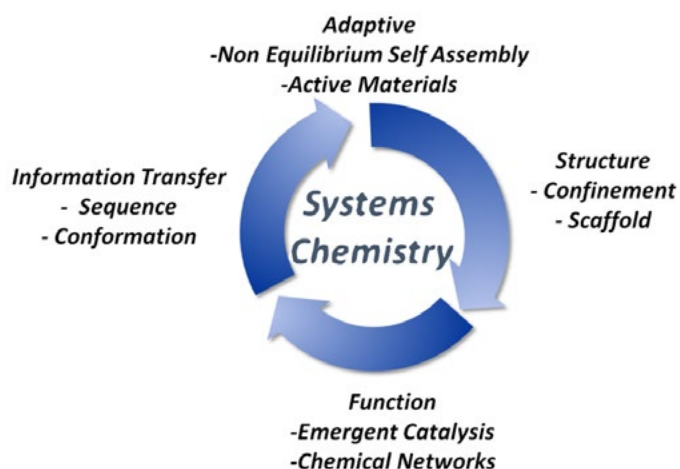 Adaptive
-Non Equilibrium Self Assembly
-Active Materials
Information Transfer
- Sequence
- Conformation
Systems
Chemistry
Structure
- Confinement
- Scaffold
Function
-Emergent Catalysis
-Chemical Networks